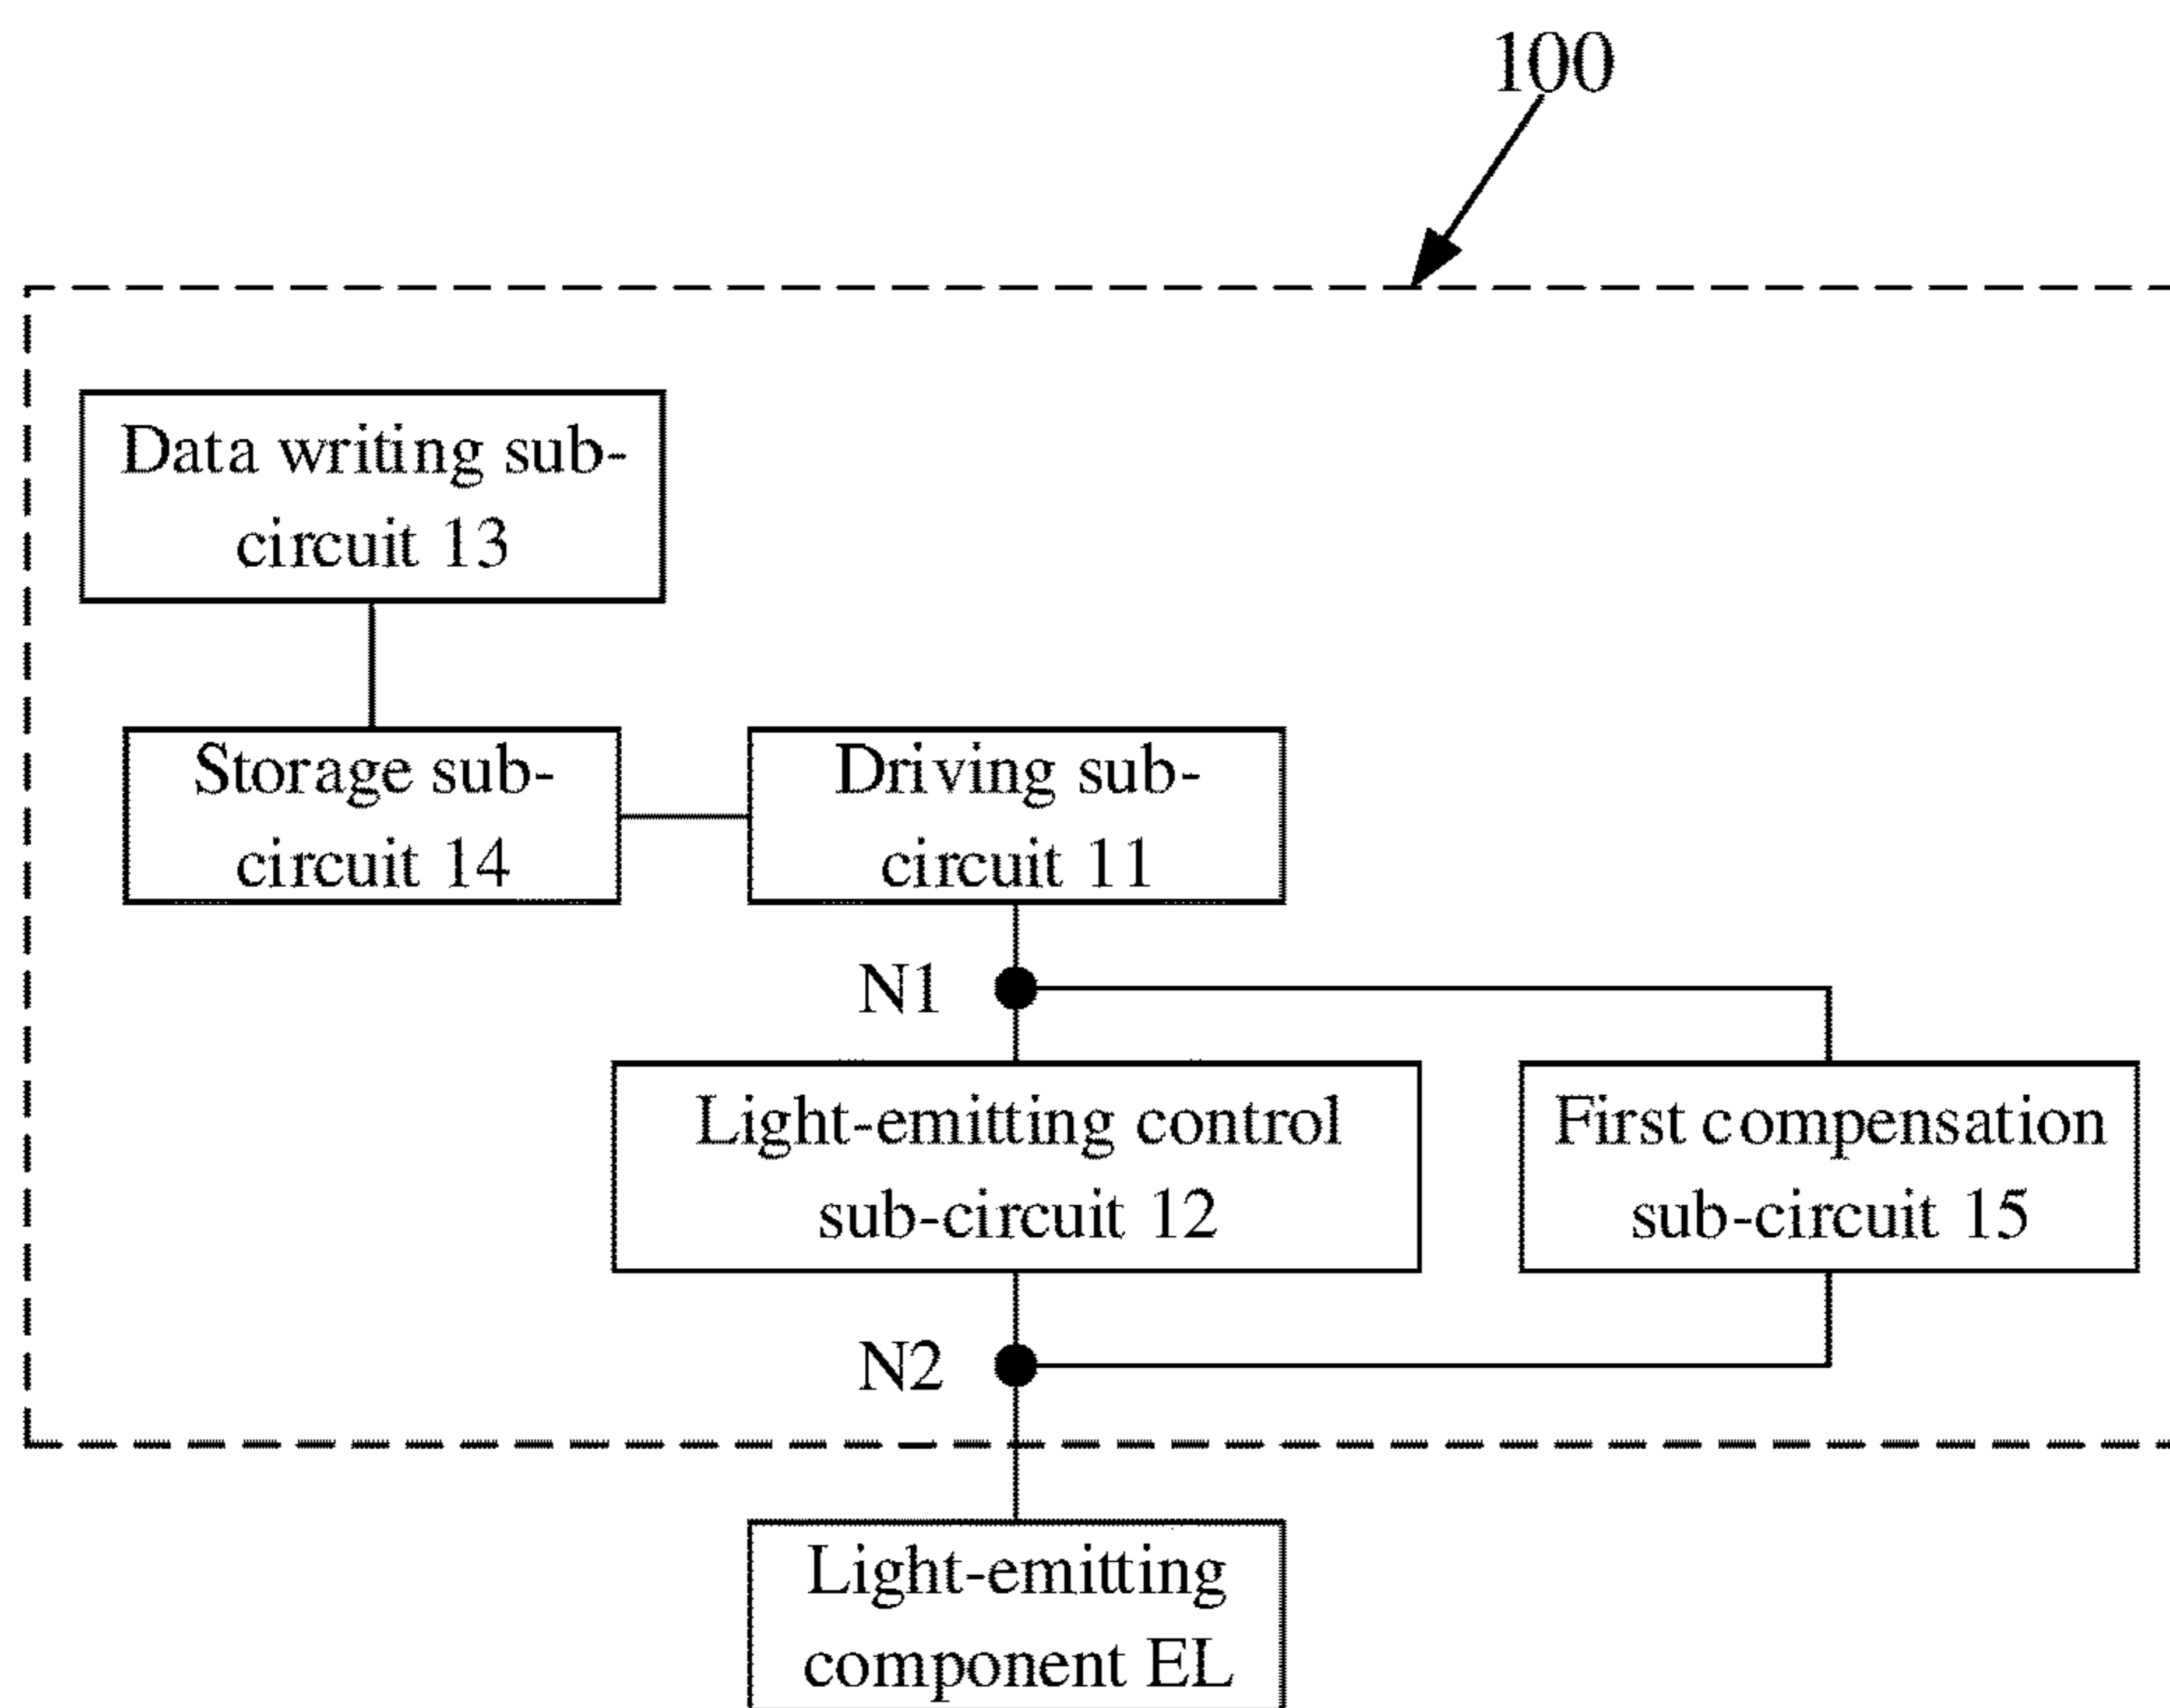 100
Data writing sub-
circuit 13
Storage sub-
circuit 14
Driving sub-
circuit 11
N1
Light-emitting control
sub-circuit 12
First compensation
sub-circuit 15
N2
Light-emitting
component EL